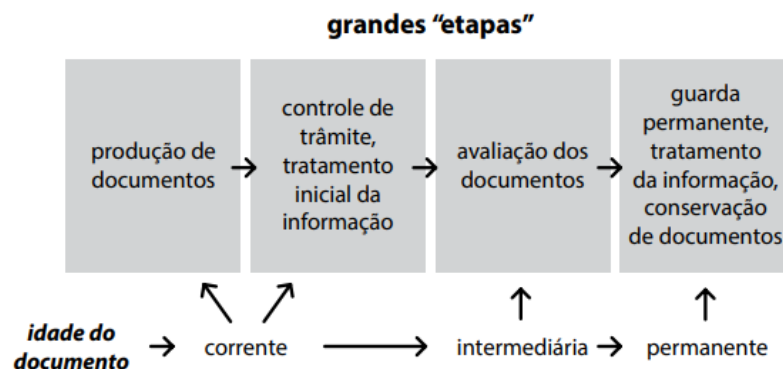 grandes “etapas”
produção de
documentos
controle de
trâmite,
tratamento
inicial da
informação
avaliação dos
documentos
guarda
permanente,
tratamento
da informação,
conservação
de documentos
idade do
documento
corrente
intermediária
permanente